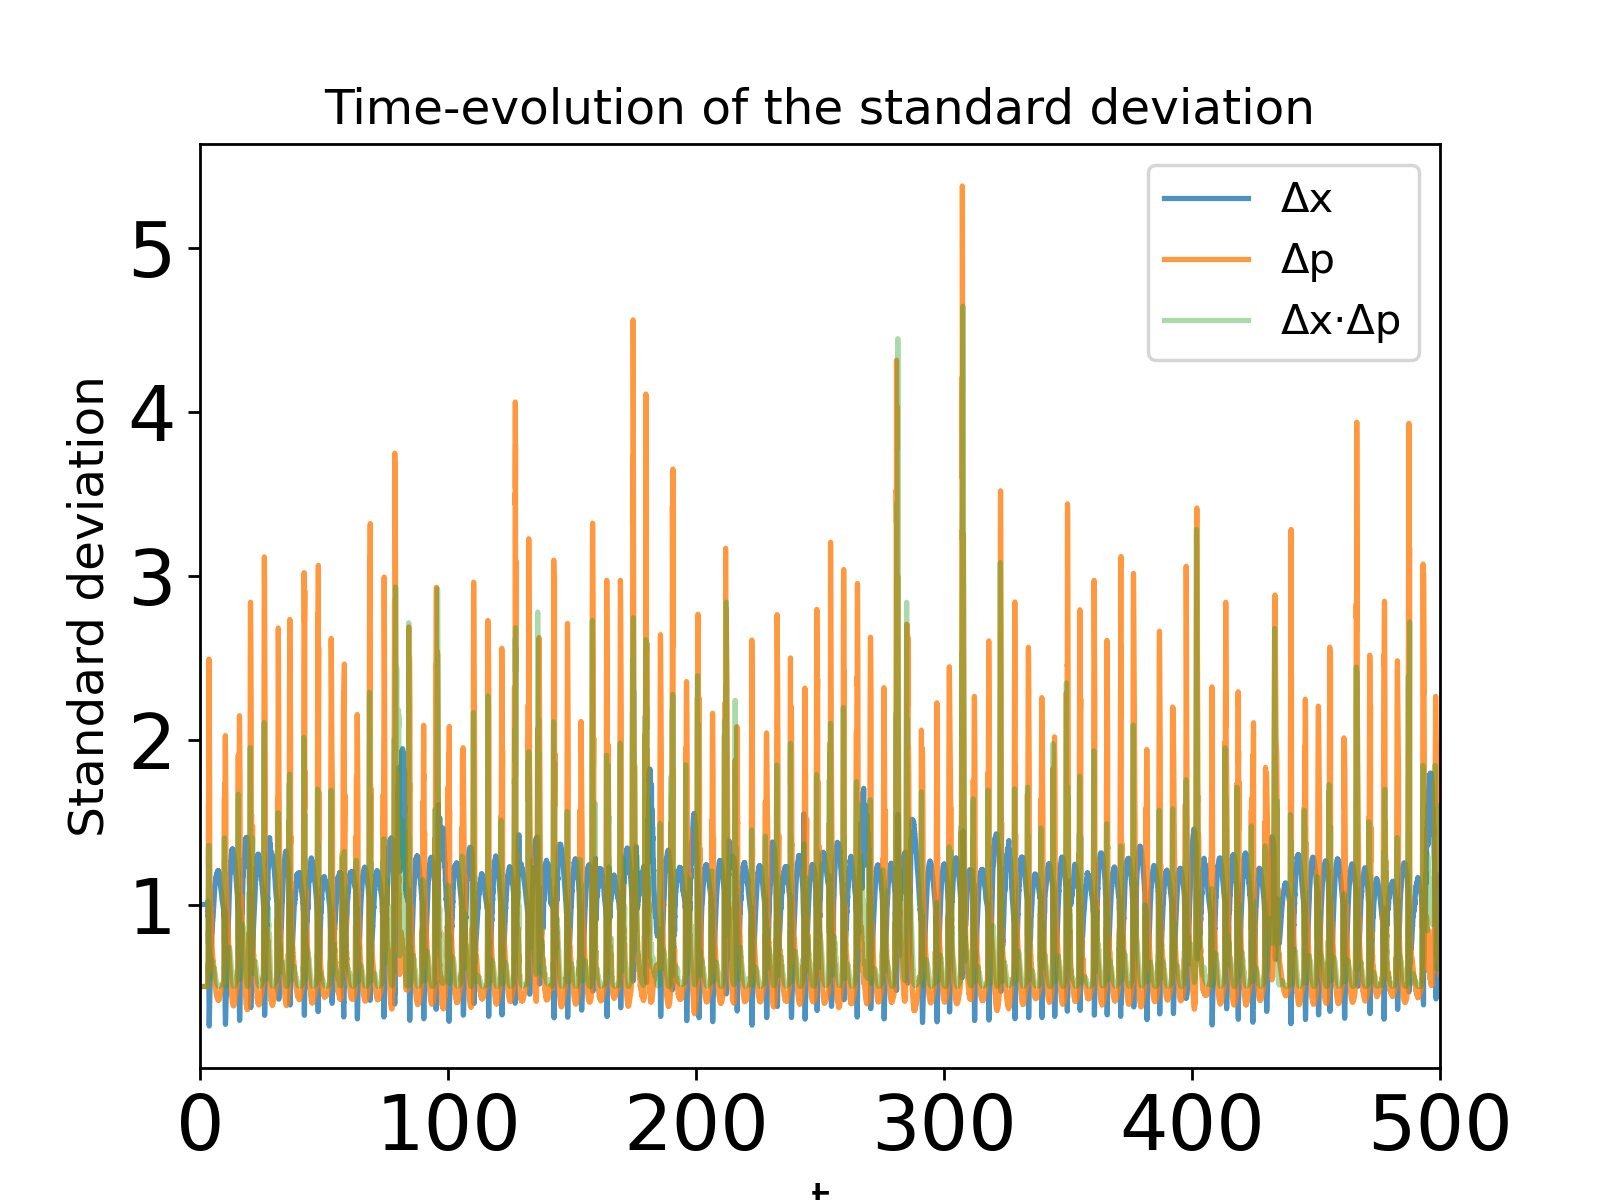 Time-evolution of the standard deviation
Δx
Δp
Δx·Δp
Standard deviation
5
4
3
2
1
0 100 200 300 400 500
t